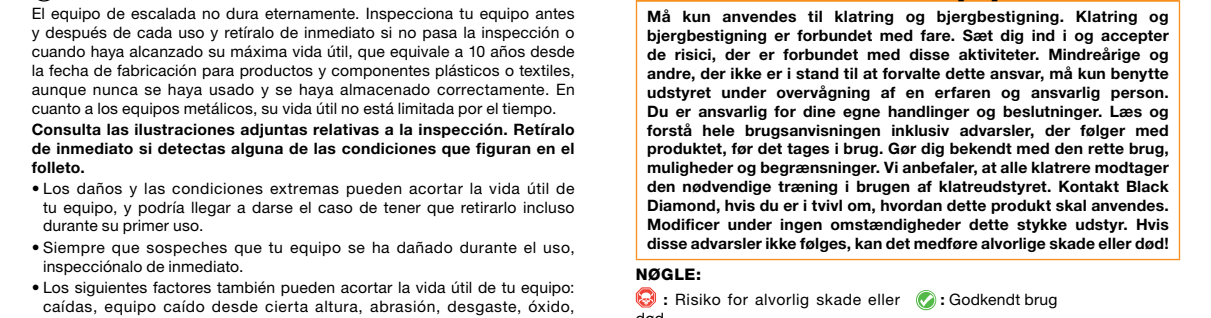 El equipo de escalada no dura eternamente. Inspecciona tu equipo antes
y después de cada uso y retíralo de inmediato si no pasa la inspección o
cuando haya alcanzado su máxima vida útil, que equivale a 10 años desde
la fecha de fabricación para productos y componentes plásticos o textiles,
aunque nunca se haya usado y se haya almacenado correctamente. En
cuanto a los equipos metálicos, su vida útil no está limitada por el tiempo.
Consulta las ilustraciones adjuntas relativas a la inspección. Retíralo
de inmediato si detectas alguna de las condiciones que figuran en el
folleto.
• Los daños y las condiciones extremas pueden acortar la vida útil de
tu equipo, y podría llegar a darse el caso de tener que retirarlo incluso
durante su primer uso.
• Siempre que sospeches que tu equipo se ha dañado durante el uso,
inspecciónalo de inmediato.
• Los siguientes factores también pueden acortar la vida útil de tu equipo:
caídas, equipo caído desde cierta altura, abrasión, desgaste, óxido,
Må kun anvendes til klatring og bjergbestigning. Klatring og
bjergbestigning er forbundet med fare. Sæt dig ind i og accepter
de risici, der er forbundet med disse aktiviteter. Mindreårige og
andre, der ikke er i stand til at forvalte dette ansvar, må kun benytte
udstyret under overvågning af en erfaren og ansvarlig person.
Du er ansvarlig for dine egne handlinger og beslutninger. Læs og
forstå hele brugsanvisningen inklusiv advarsler, der følger med
produktet, før det tages i brug. Gør dig bekendt med den rette brug,
muligheder og begrænsninger. Vi anbefaler, at alle klatrere modtager
den nødvendige træning i brugen af klatreudstyret. Kontakt Black
Diamond, hvis du er i tvivl om, hvordan dette produkt skal anvendes.
Modificer under ingen omstændigheder dette stykke udstyr. Hvis
disse advarsler ikke følges, kan det medføre alvorlige skade eller død!
NØGLE:
: Risiko for alvorlig skade eller
død
: Godkendt brug